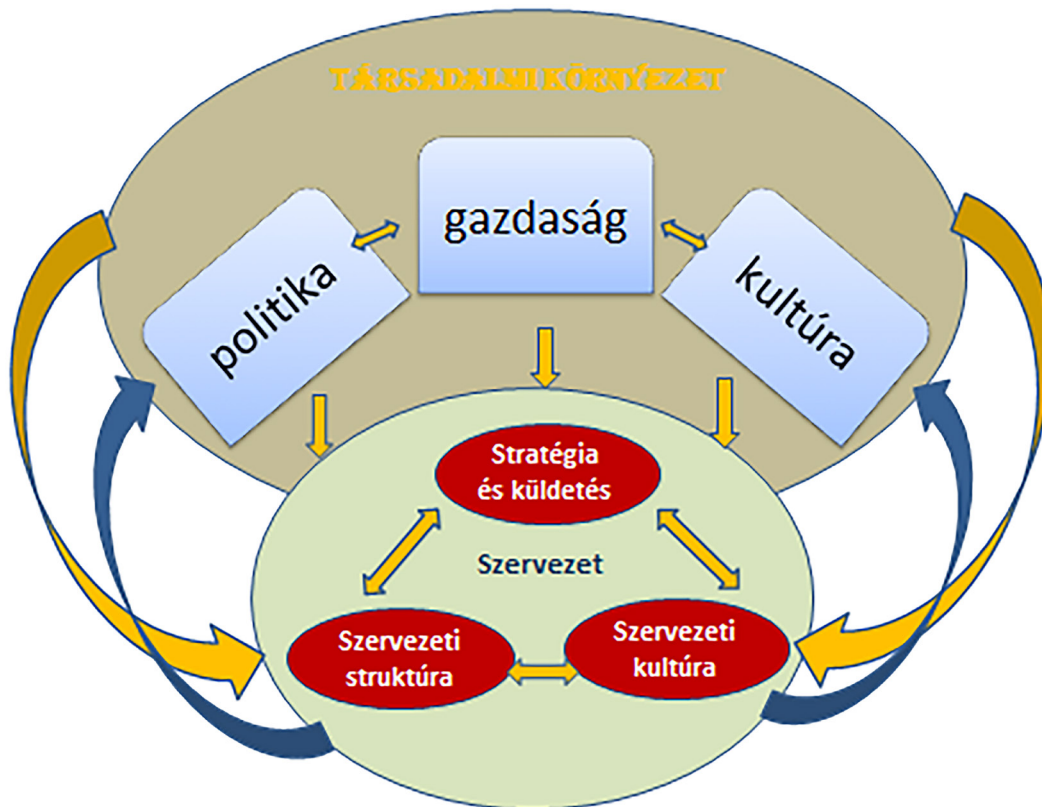 TÁRSADALMI KÖRNYEZET
politika
gazdaság
kultúra
Stratégia
és küldetés
Szervezet
Szervezeti
struktúra
Szervezeti
kultúra